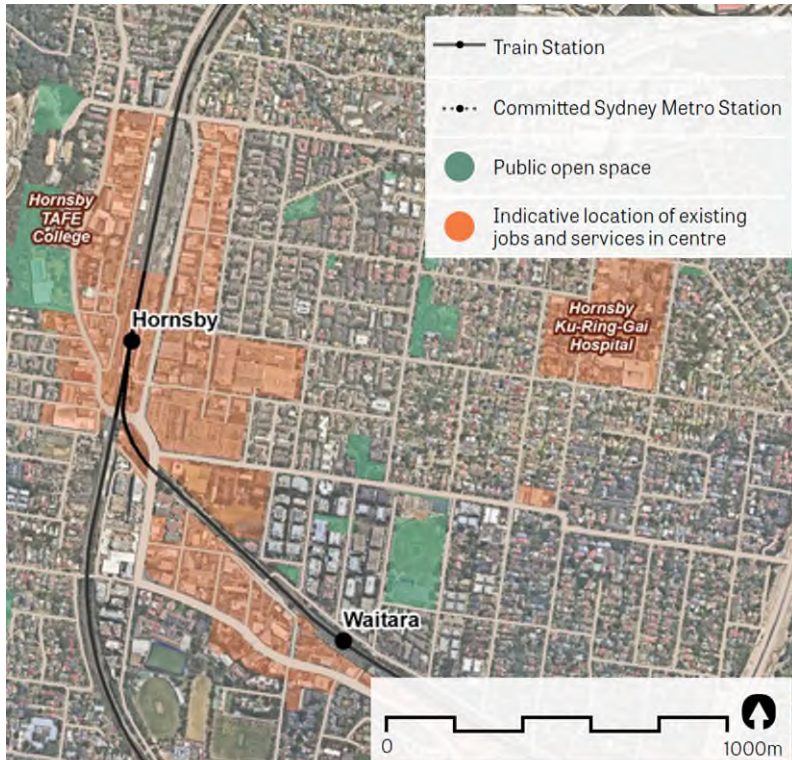 Train Station
Committed Sydney Metro Station
Public open space
Indicative location of existing
jobs and services in centre
Hornsby
TAFE
College
Hornsby
Hornsby
Ku-Ring-Gai
Hospital
Waitara
0
1000m